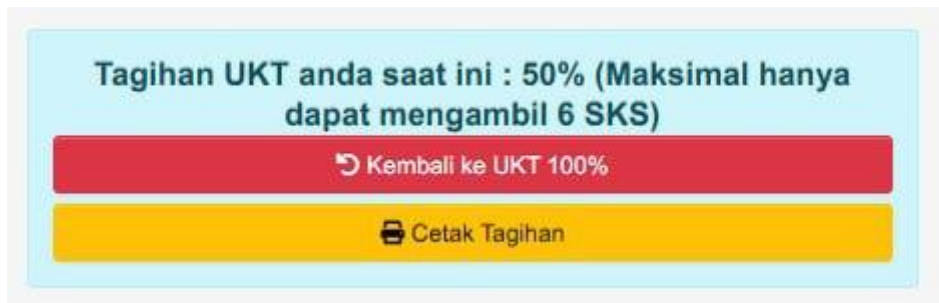 Tagihan UKT anda saat ini : 50% (Maksimal hanya
dapat mengambil 6 SKS)
Kembali ke UKT 100%
Cetak Tagihan